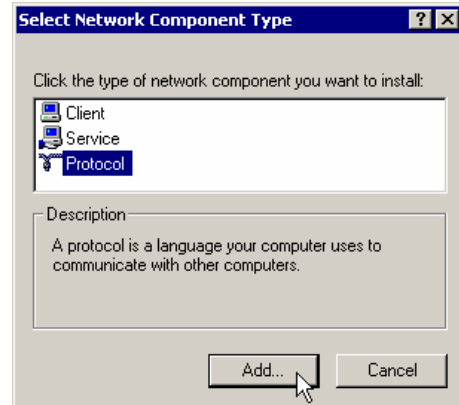 Select Network Component Type
Click the type of network component you want to install:
Client
Service
Protocol
Description
A protocol is a language your computer uses to
communicate with other computers.
Add... Cancel